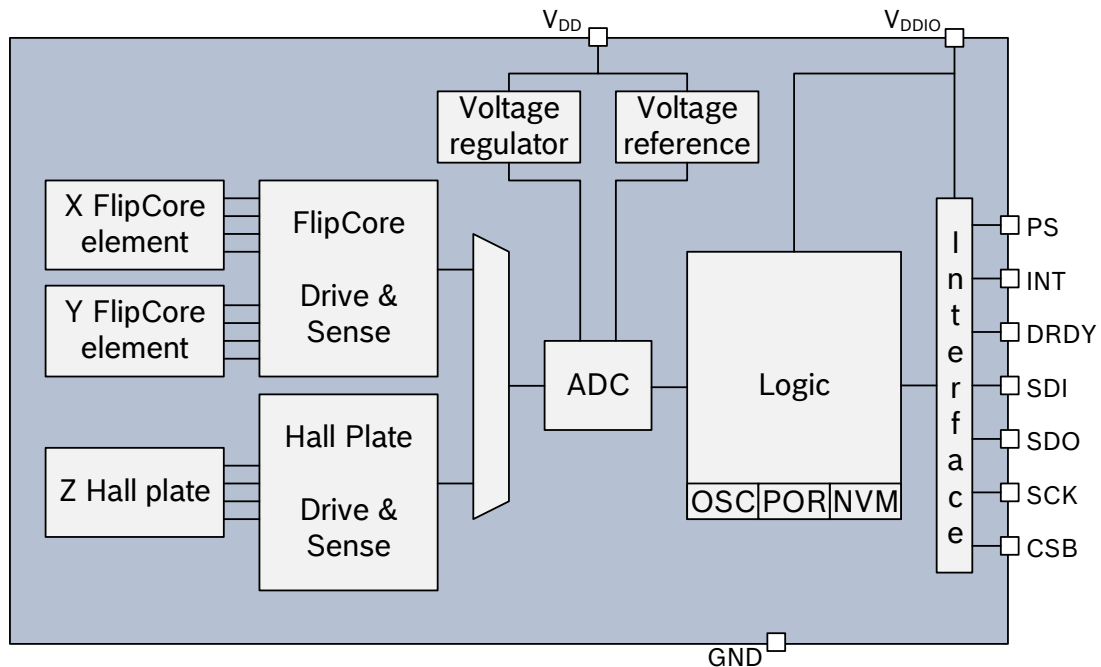 VDD
VDDIO
Voltage
regulator
Voltage
reference
X FlipCore
element
Y FlipCore
element
Z Hall plate
FlipCore
Drive &
Sense
Hall Plate
Drive &
Sense
ADC
Logic
OSC POR NVM
Interface
PS
INT
DRDY
SDI
SDO
SCK
CSB
GND